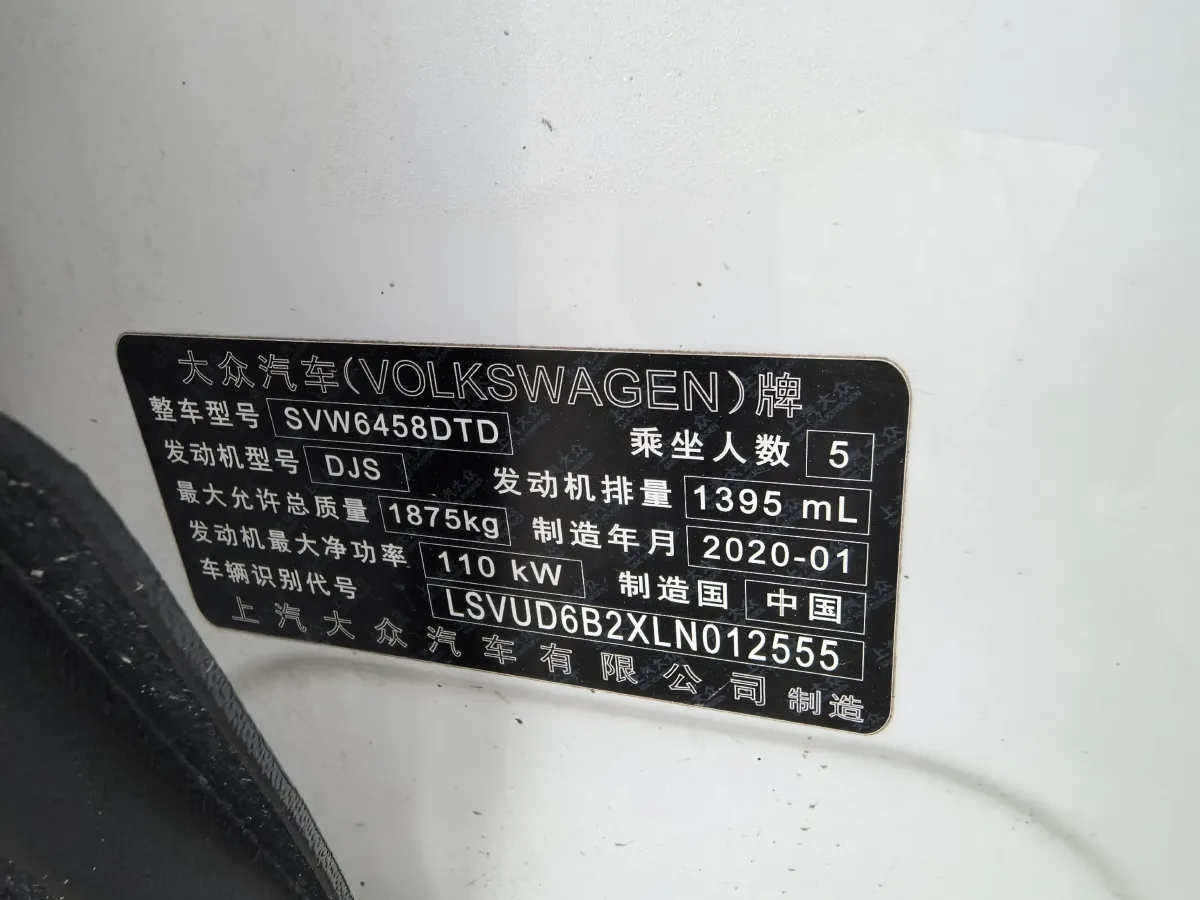 大众汽车(VOLKSWAGEN)牌
整车型号 SVW6458DTD 乘坐人数 5
发动机型号 DJS 发动机排量 1395 mL
最大允许总质量 1875kg 制造年月 2020-01
发动机最大净功率 110 kW 制造国 中国
车辆识别代号 LSVUD6B2XLN012555
上汽大众汽车有限公司制造